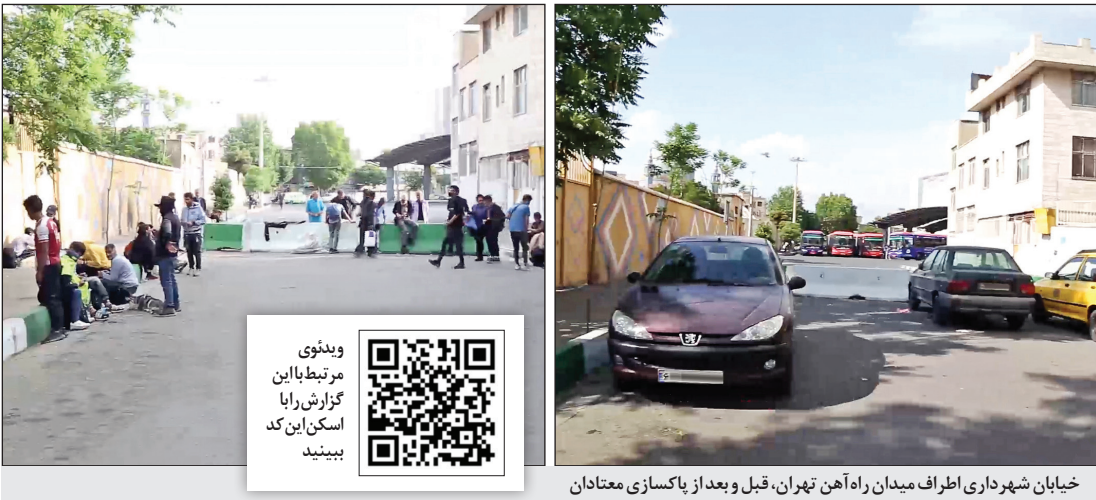 ویدئوی
مرتبط با این
گزارش را با
اسکن این کد
ببینید
خیابان شهرداری اطراف میدان راه‌آهن تهران، قبل و بعد از پاکسازی معتادان